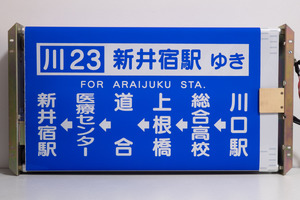 川23 新井宿駅 ゆき
FOR ARAIJUKU STA.
川口駅
←
総合高校
←
上根橋
←
道合
←
医療センター
←
新井宿駅